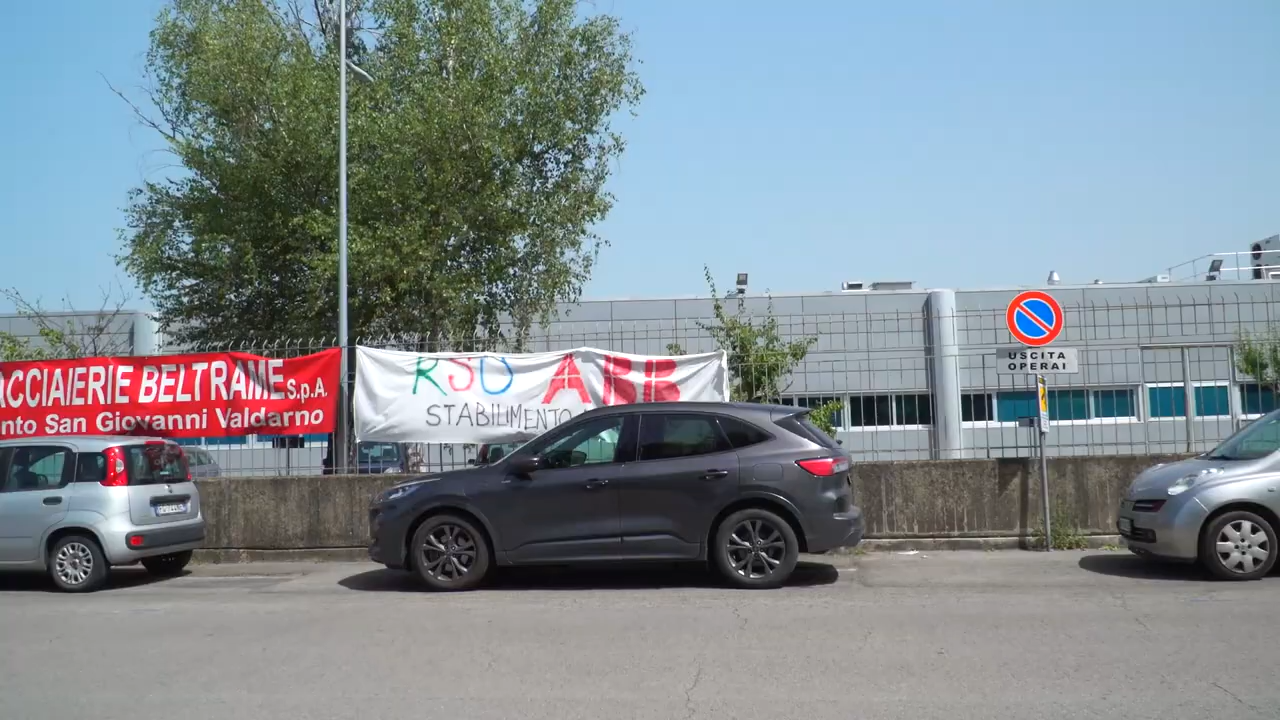 ACCIAIERIE BELTRAME S.p.A.
nto San Giovanni Valdarno
RSU ABB
STABILIMENTO
USCITA
OPERAI